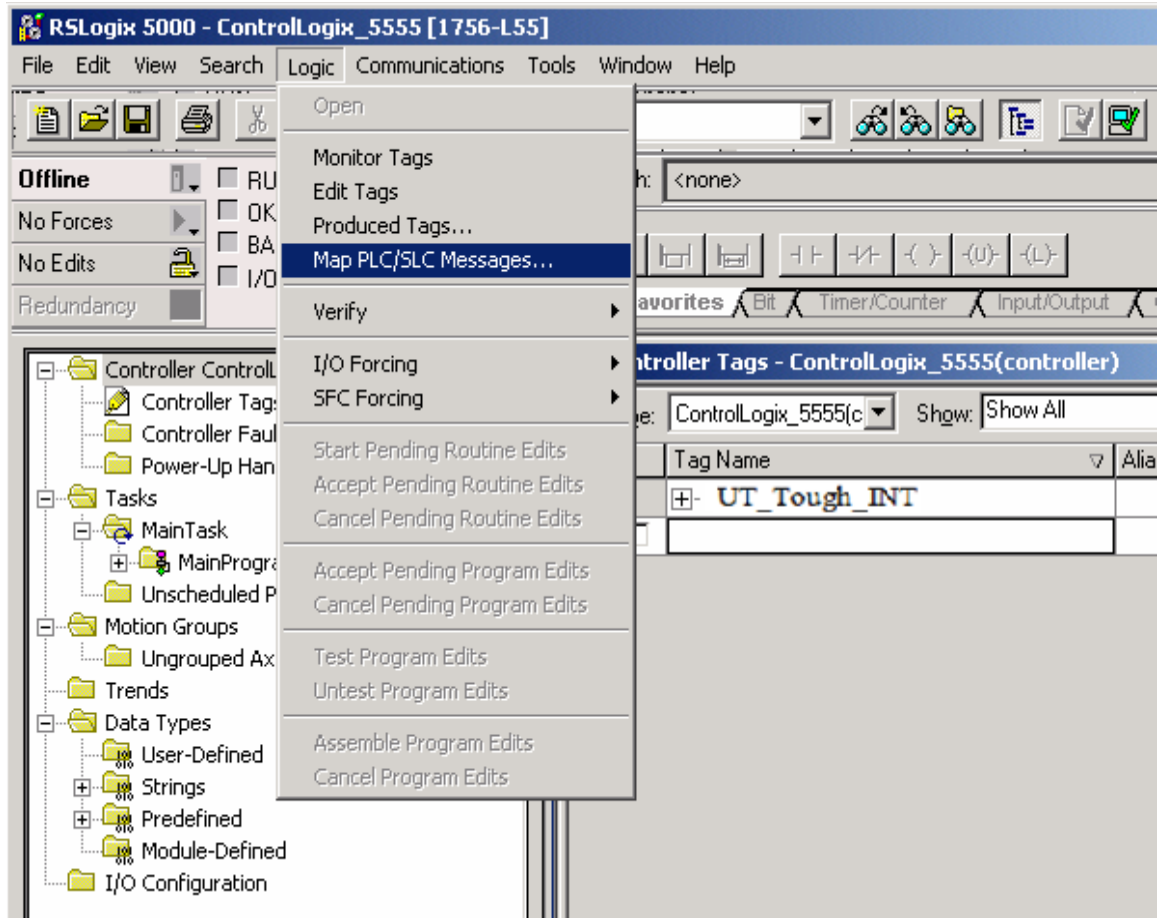 RSLogix 5000 - ControlLogix_5555 [1756-L55]
File Edit View Search Logic Communications Tools Window Help
Offline
RU
No Forces
OK
No Edits
BA
I/O
Redundancy
h: <none>
Open
Monitor Tags
Edit Tags
Produced Tags...
Map PLC/SLC Messages...
Verify
I/O Forcing
SFC Forcing
Start Pending Routine Edits
Accept Pending Routine Edits
Cancel Pending Routine Edits
Accept Pending Program Edits
Cancel Pending Program Edits
Test Program Edits
Untest Program Edits
Assemble Program Edits
Cancel Program Edits
avorites Bit Timer/Counter Input/Output
Controller ControlL
Controller Tag
Controller Faul
Power-Up Han
Tasks
MainTask
MainProgra
Unscheduled P
Motion Groups
Ungrouped Ax
Trends
Data Types
User-Defined
Strings
Predefined
Module-Defined
I/O Configuration
troller Tags - ControlLogix_5555(controller)
e: ControlLogix_5555(c Show: Show All
Tag Name Alia
UT_Tough_INT